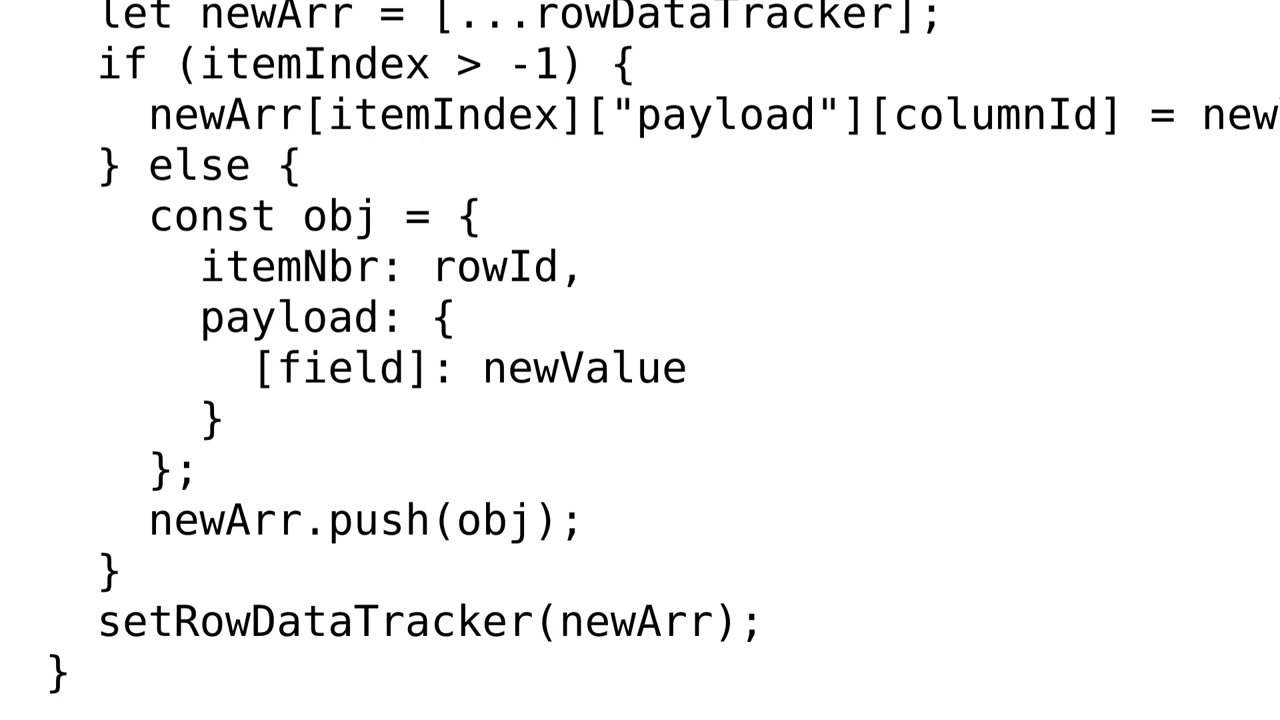 let newArr = [...rowDataTracker];
if (itemIndex > -1) {
newArr[itemIndex]["payload"][columnId] = new
} else {
const obj = {
itemNbr: rowId,
payload: {
[field]: newValue
}
};
newArr.push(obj);
}
setRowDataTracker(newArr);
}